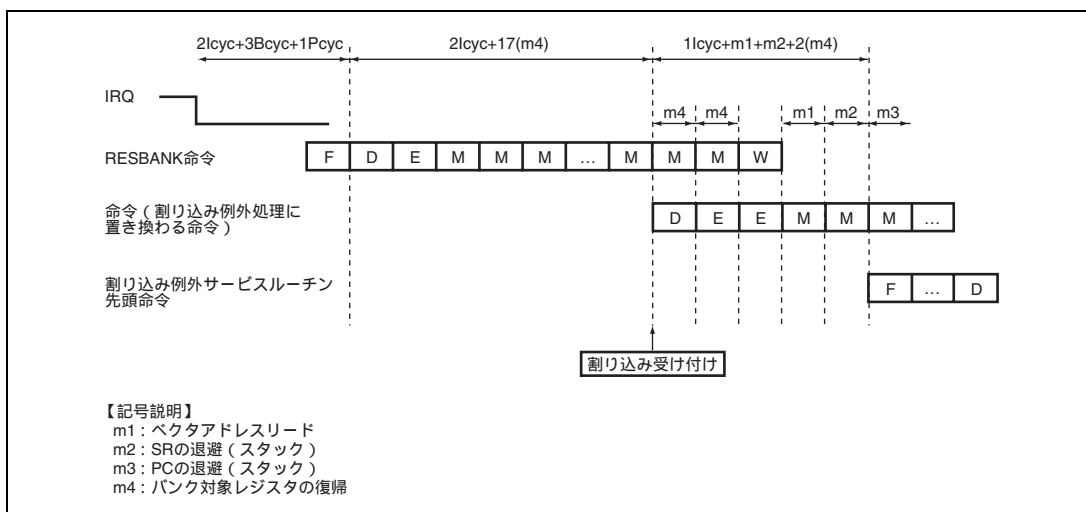 2Icyc+3Bcyc+1Pcyc 2Icyc+17(m4) 1Icyc+m1+m2+2(m4)
IRQ
m4 m4 m1 m2 m3
RESBANK命令 F D E M M M … M M M W
命令(割り込み例外処理に
置き換わる命令)
D E E M M M …
割り込み例外サービスルーチン
先頭命令
F … D
割り込み受け付け
【記号説明】
m1:ベクタアドレスリード
m2:SRの退避(スタック)
m3:PCの退避(スタック)
m4:バンク対象レジスタの復帰